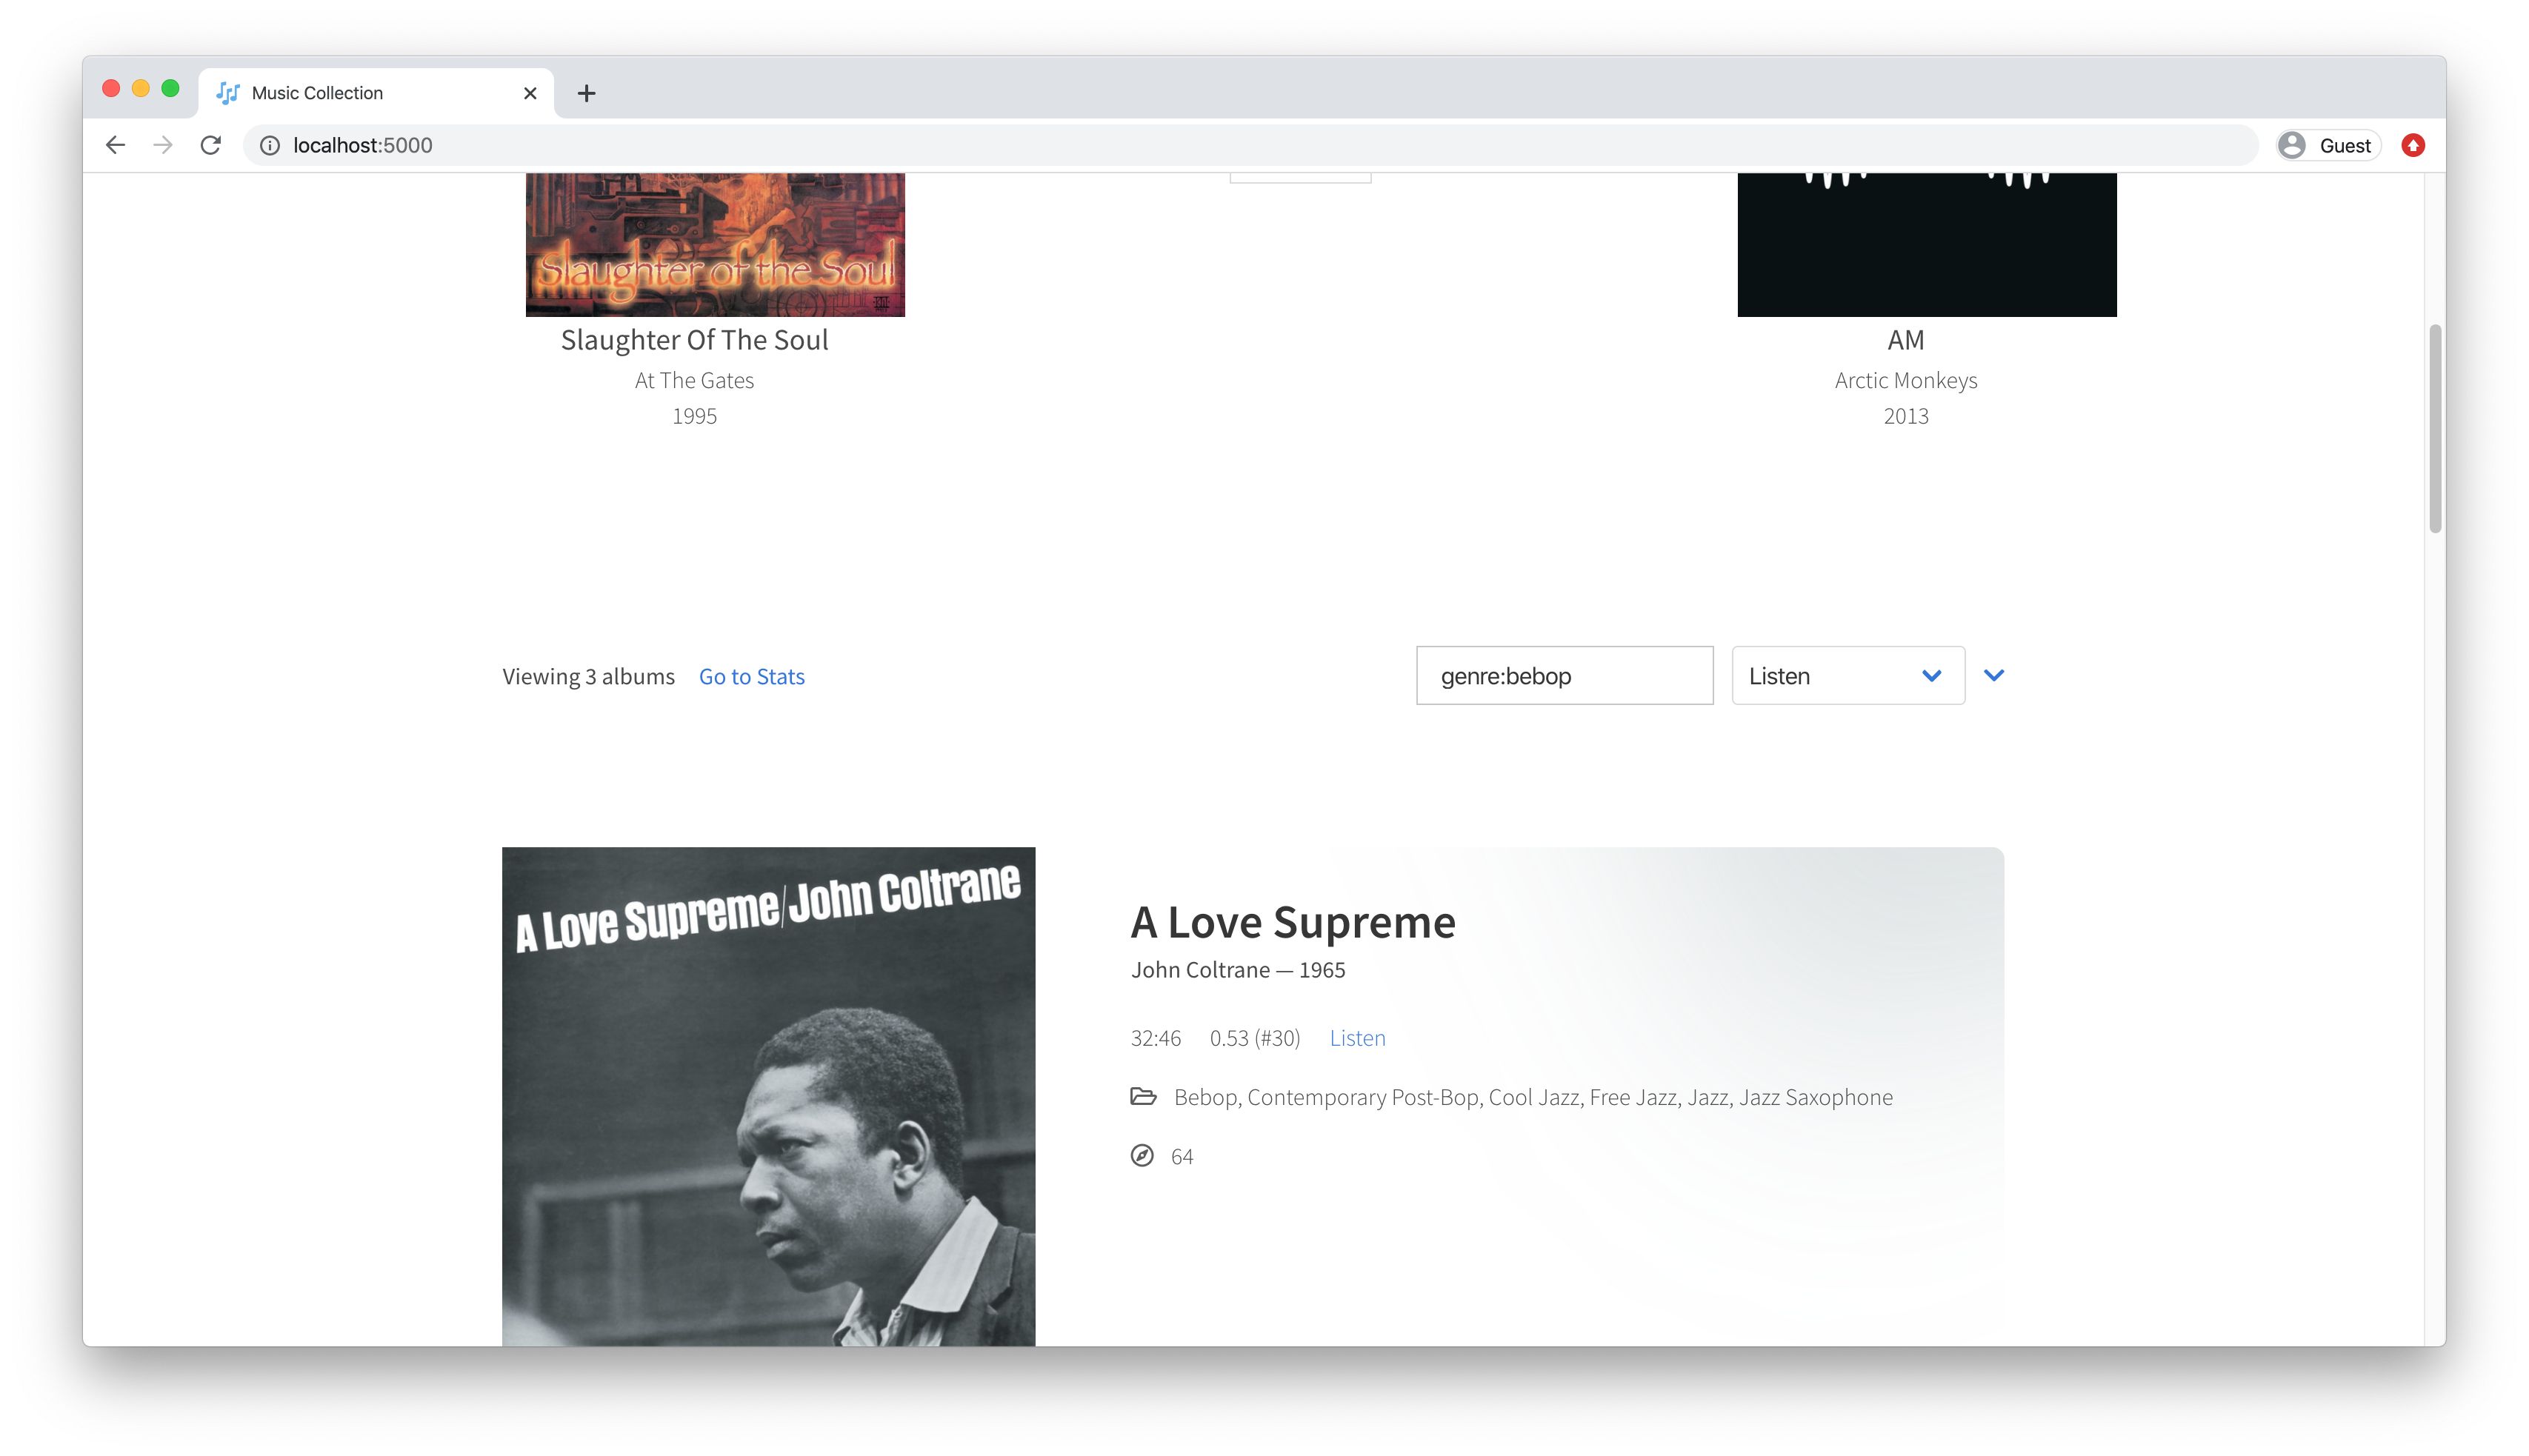 Music Collection
localhost:5000
Guest
Slaughter of the Soul
Slaughter Of The Soul
At The Gates
1995
AM
Arctic Monkeys
2013
Viewing 3 albums Go to Stats
genre:bebop
Listen
A Love Supreme/John Coltrane
A Love Supreme
John Coltrane — 1965
32:46 0.53 (#30) Listen
Bebop, Contemporary Post-Bop, Cool Jazz, Free Jazz, Jazz, Jazz Saxophone
64